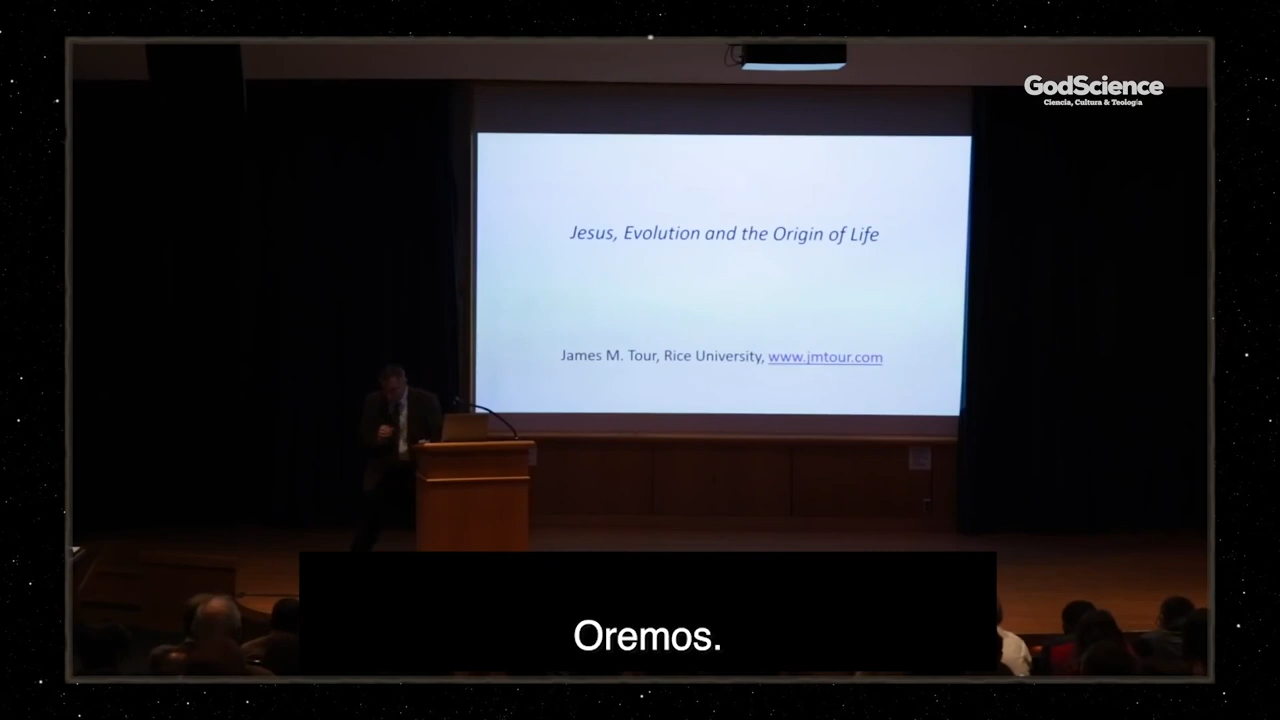 GodScience
Ciencia, Cultura & Teología
Jesus, Evolution and the Origin of Life
James M. Tour, Rice University, www.jmtour.com
Oremos.